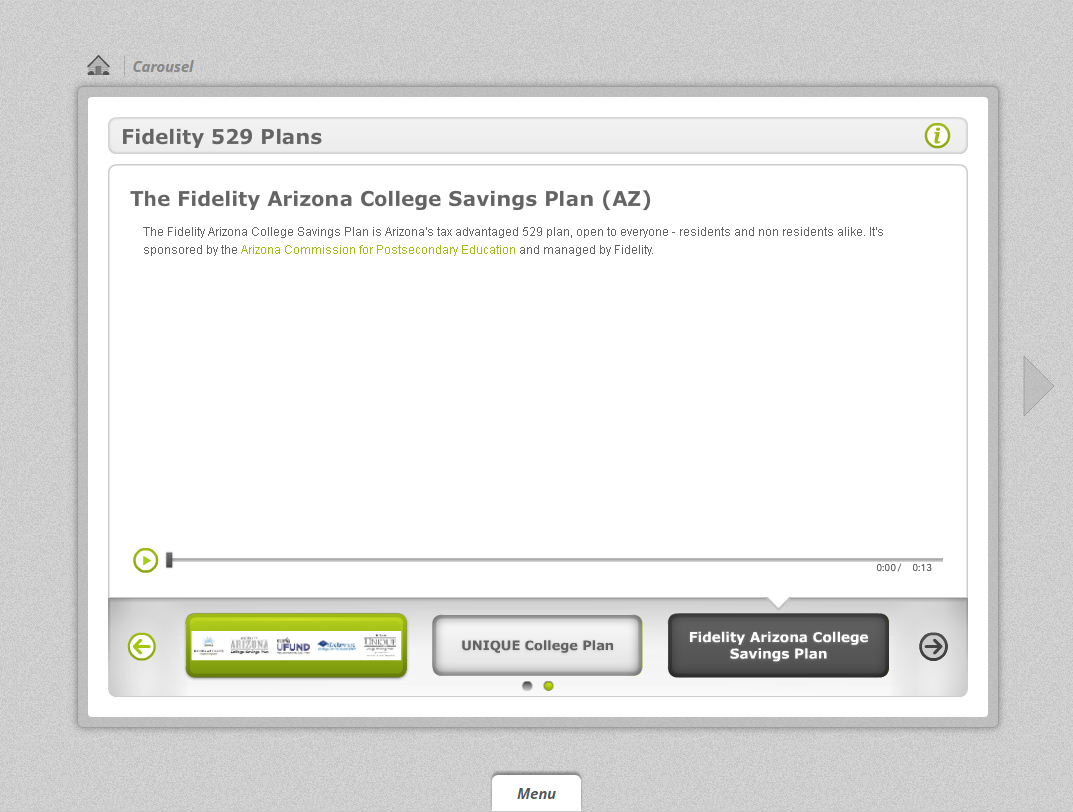 Carousel
Fidelity 529 Plans
i
The Fidelity Arizona College Savings Plan (AZ)
The Fidelity Arizona College Savings Plan is Arizona's tax advantaged 529 plan, open to everyone - residents and non residents alike. It's
sponsored by the Arizona Commission for Postsecondary Education and managed by Fidelity.
0:00 / 0:13
ARIZONA
UFUND
UNIQUE
UNIQUE College Plan
Fidelity Arizona College
Savings Plan
Menu